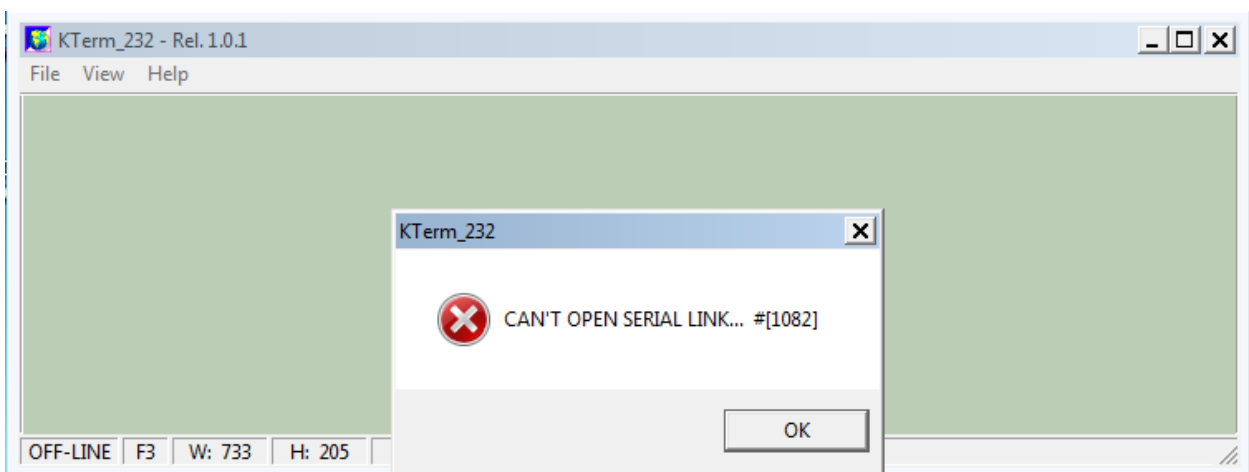 KTerm_232 - Rel. 1.0.1
File View Help
KTerm_232
CAN'T OPEN SERIAL LINK... #[1082]
OK
OFF-LINE F3 W: 733 H: 205